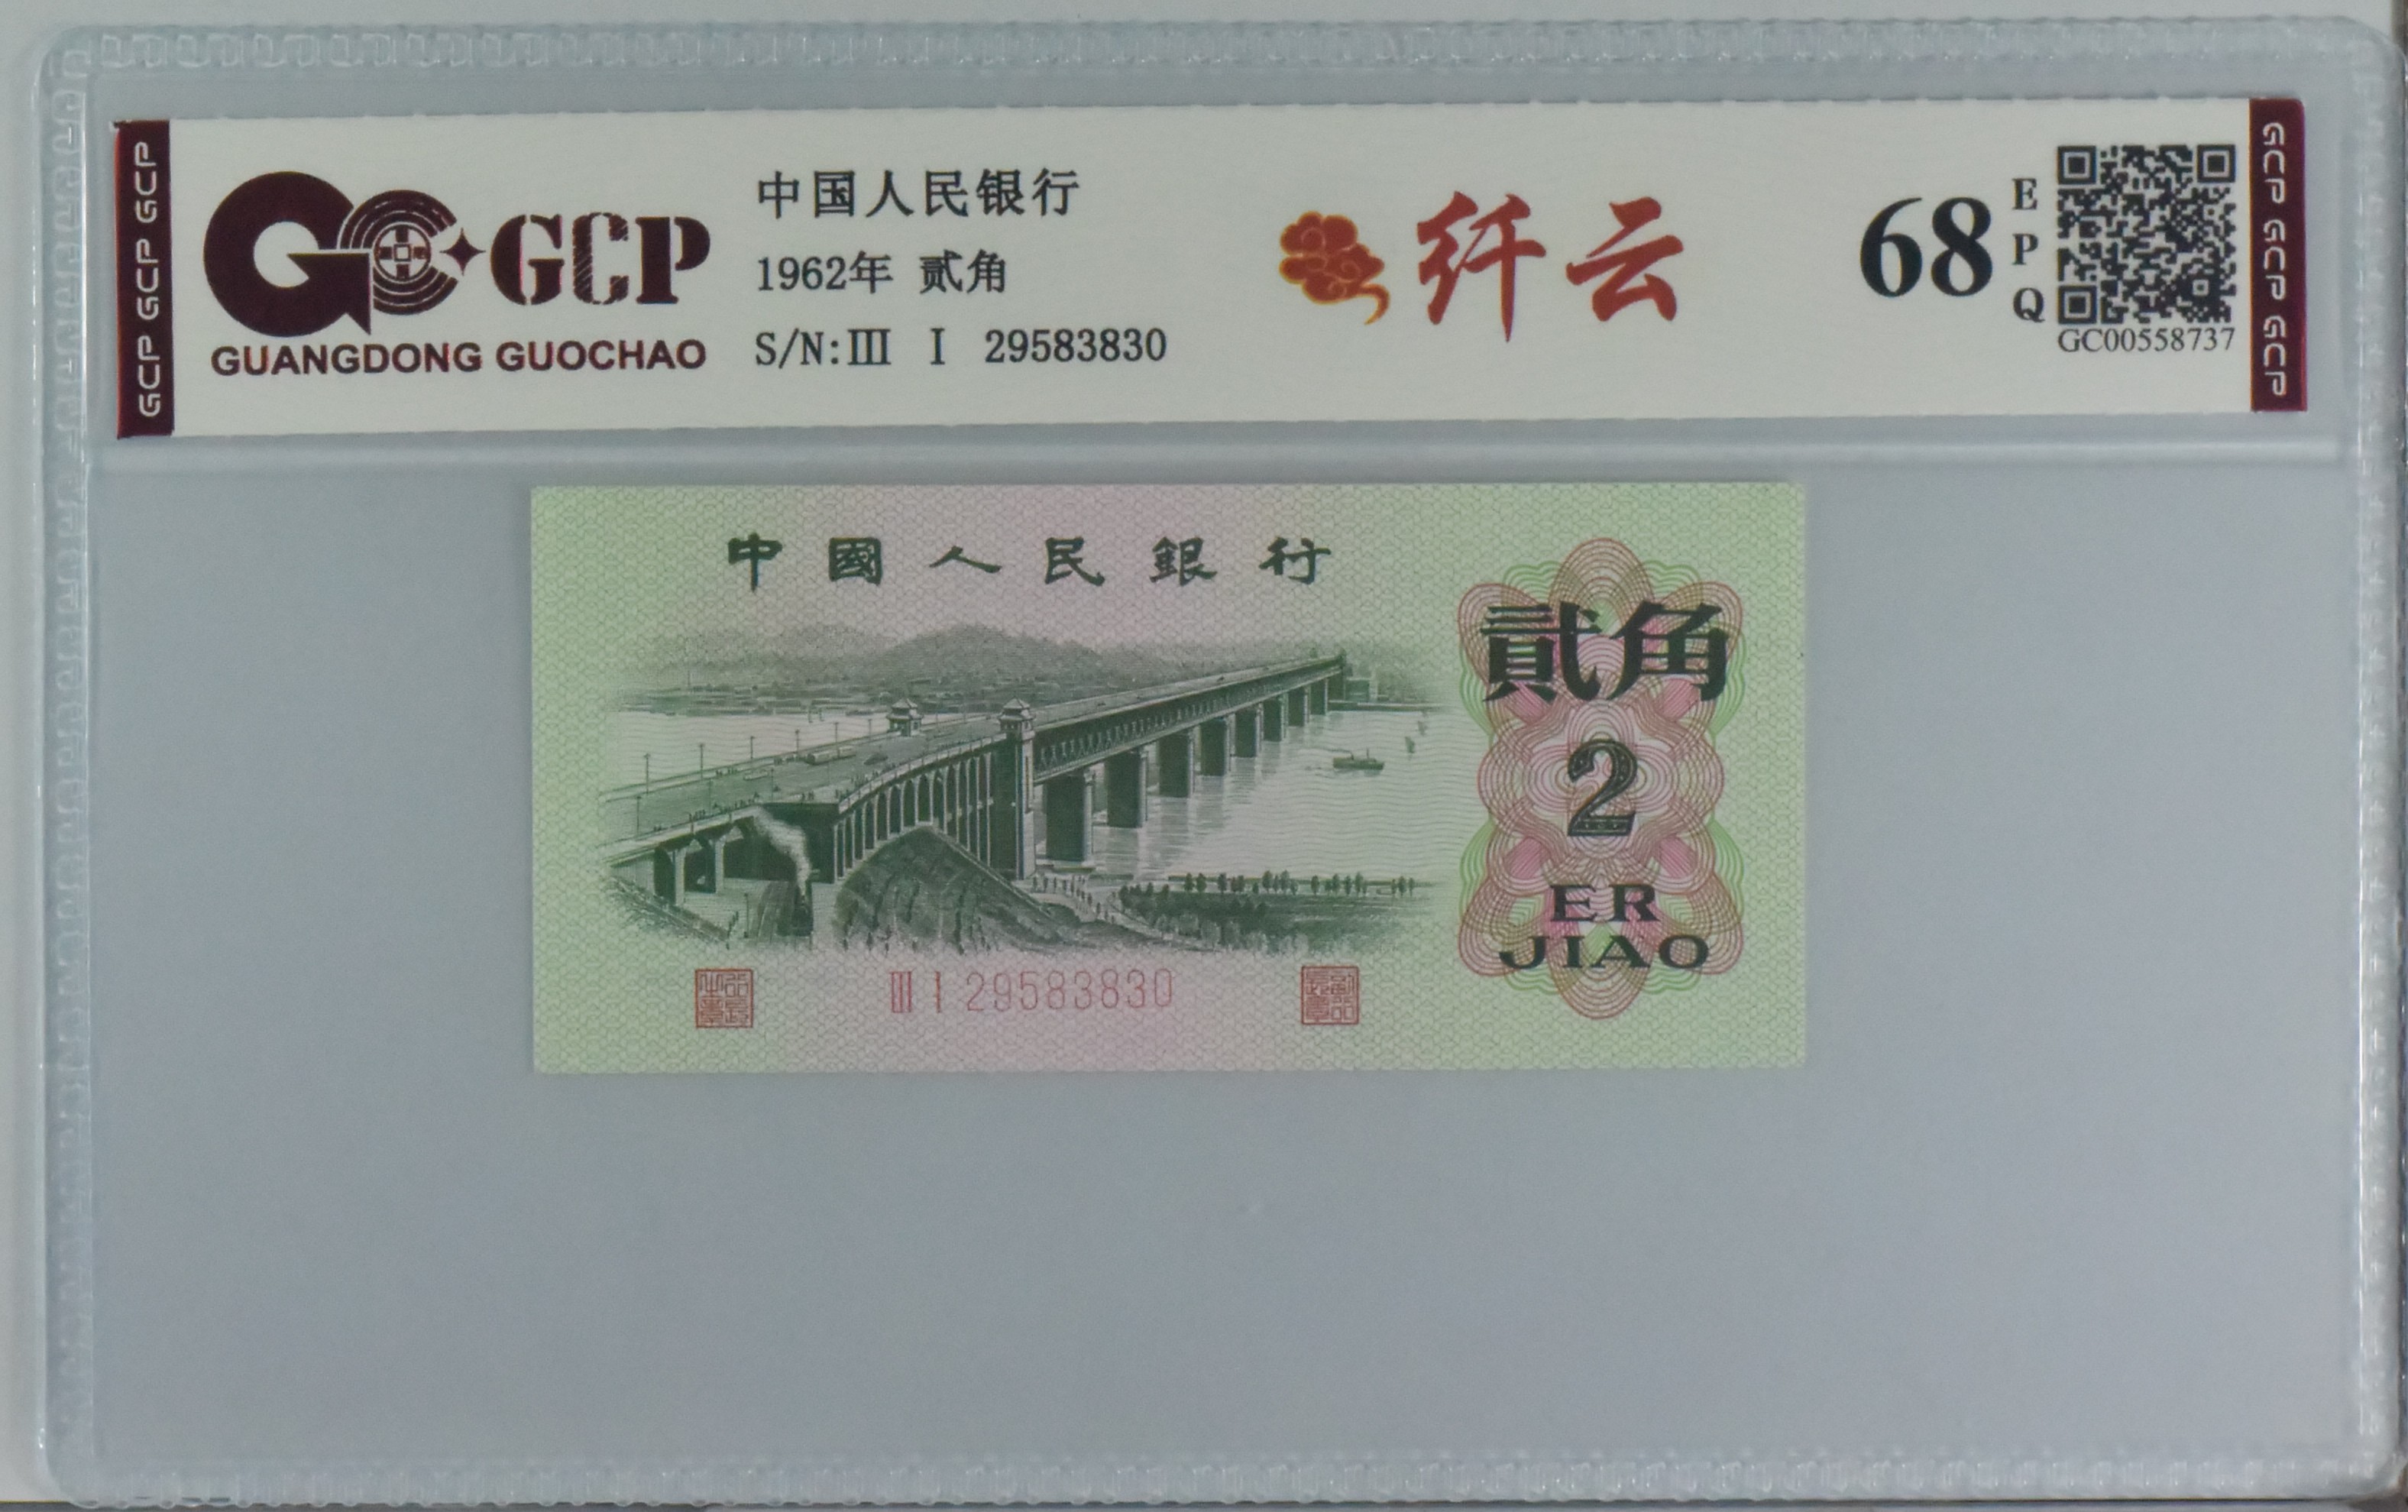 GCP GCP GCP
GCP
GUANGDONG GUOCHAO
中国人民银行
1962年 贰角
S/N:III I 29583830
纤云
68
EPQ
GC00558737
GCP GCP GCP
中國人民銀行
貳角
2
ER
JIAO
III I 29583830